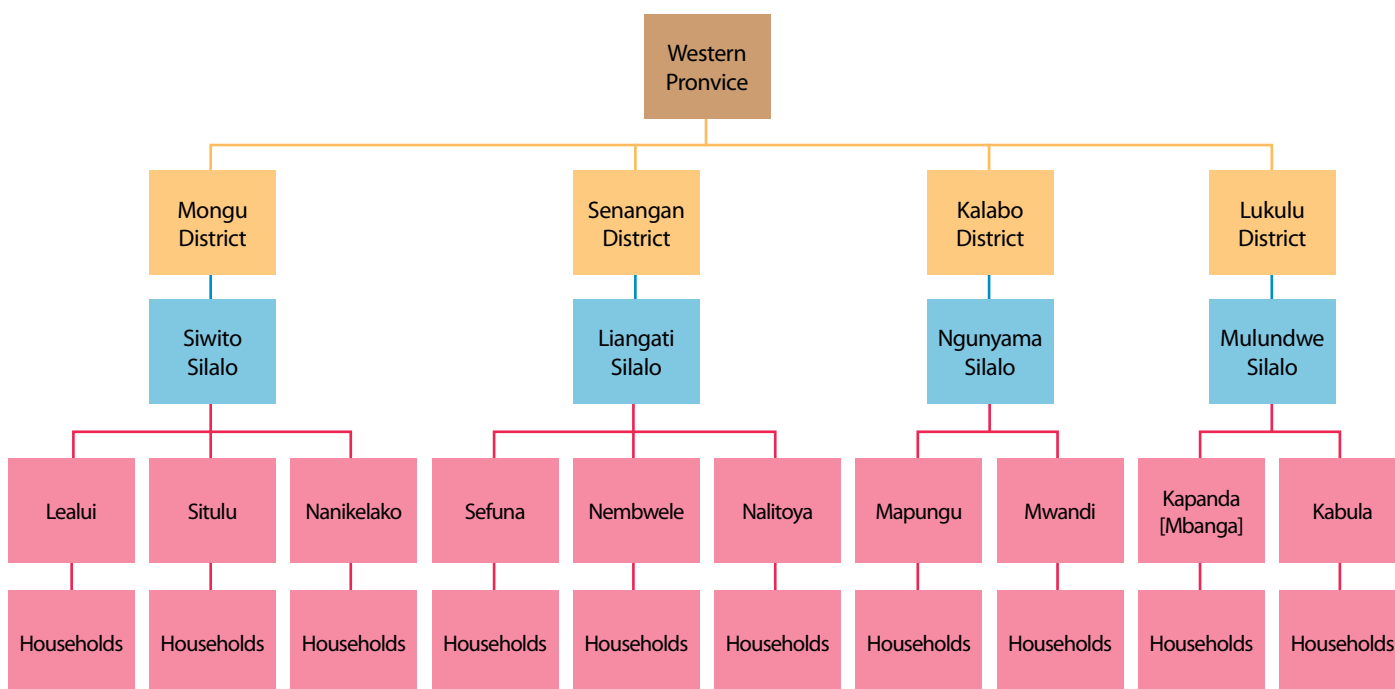 Western
Pronvice
Mongu
District
Senangan
District
Kalabo
District
Lukulu
District
Siwito
Silalo
Liangati
Silalo
Ngunyama
Silalo
Mulundwe
Silalo
Lealui
Situlu
Nanikelako
Sefuna
Nembwele
Nalitoya
Mapungu
Mwandi
Kapanda
[Mbanga]
Kabula
Households
Households
Households
Households
Households
Households
Households
Households
Households
Households